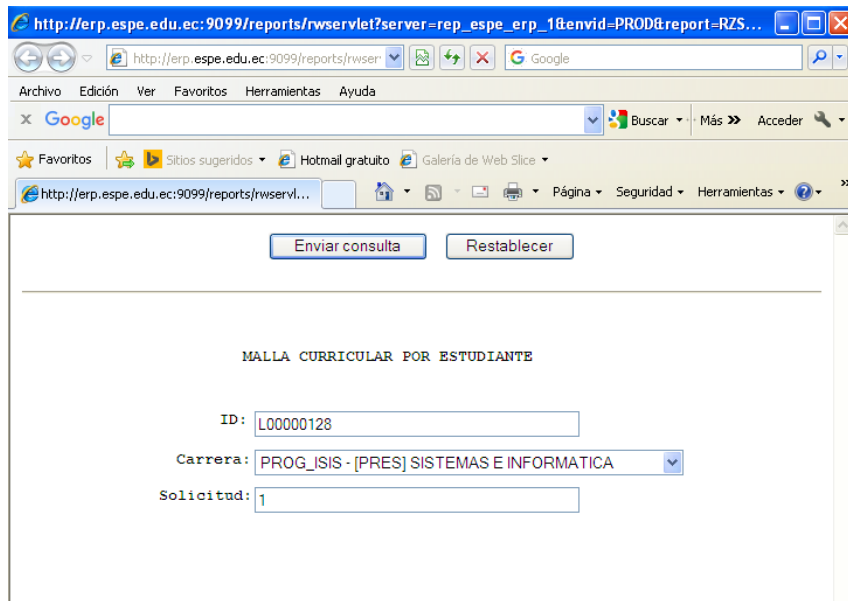 http://erp.espe.edu.ec:9099/reports/rwservlet?server=rep_espe_erp_1&envid=PROD&report=RZS...
http://erp.espe.edu.ec:9099/reports/rwser G Google
Archivo Edición Ver Favoritos Herramientas Ayuda
x Google Buscar Más >> Acceder
Favoritos Sitios sugeridos Hotmail gratuito Galería de Web Slice
http://erp.espe.edu.ec:9099/reports/rwservl... Página Seguridad Herramientas »
Enviar consulta Restablecer
MALLA CURRICULAR POR ESTUDIANTE
ID: L00000128
Carrera: PROG_ISIS - [PRES] SISTEMAS E INFORMATICA
Solicitud: 1